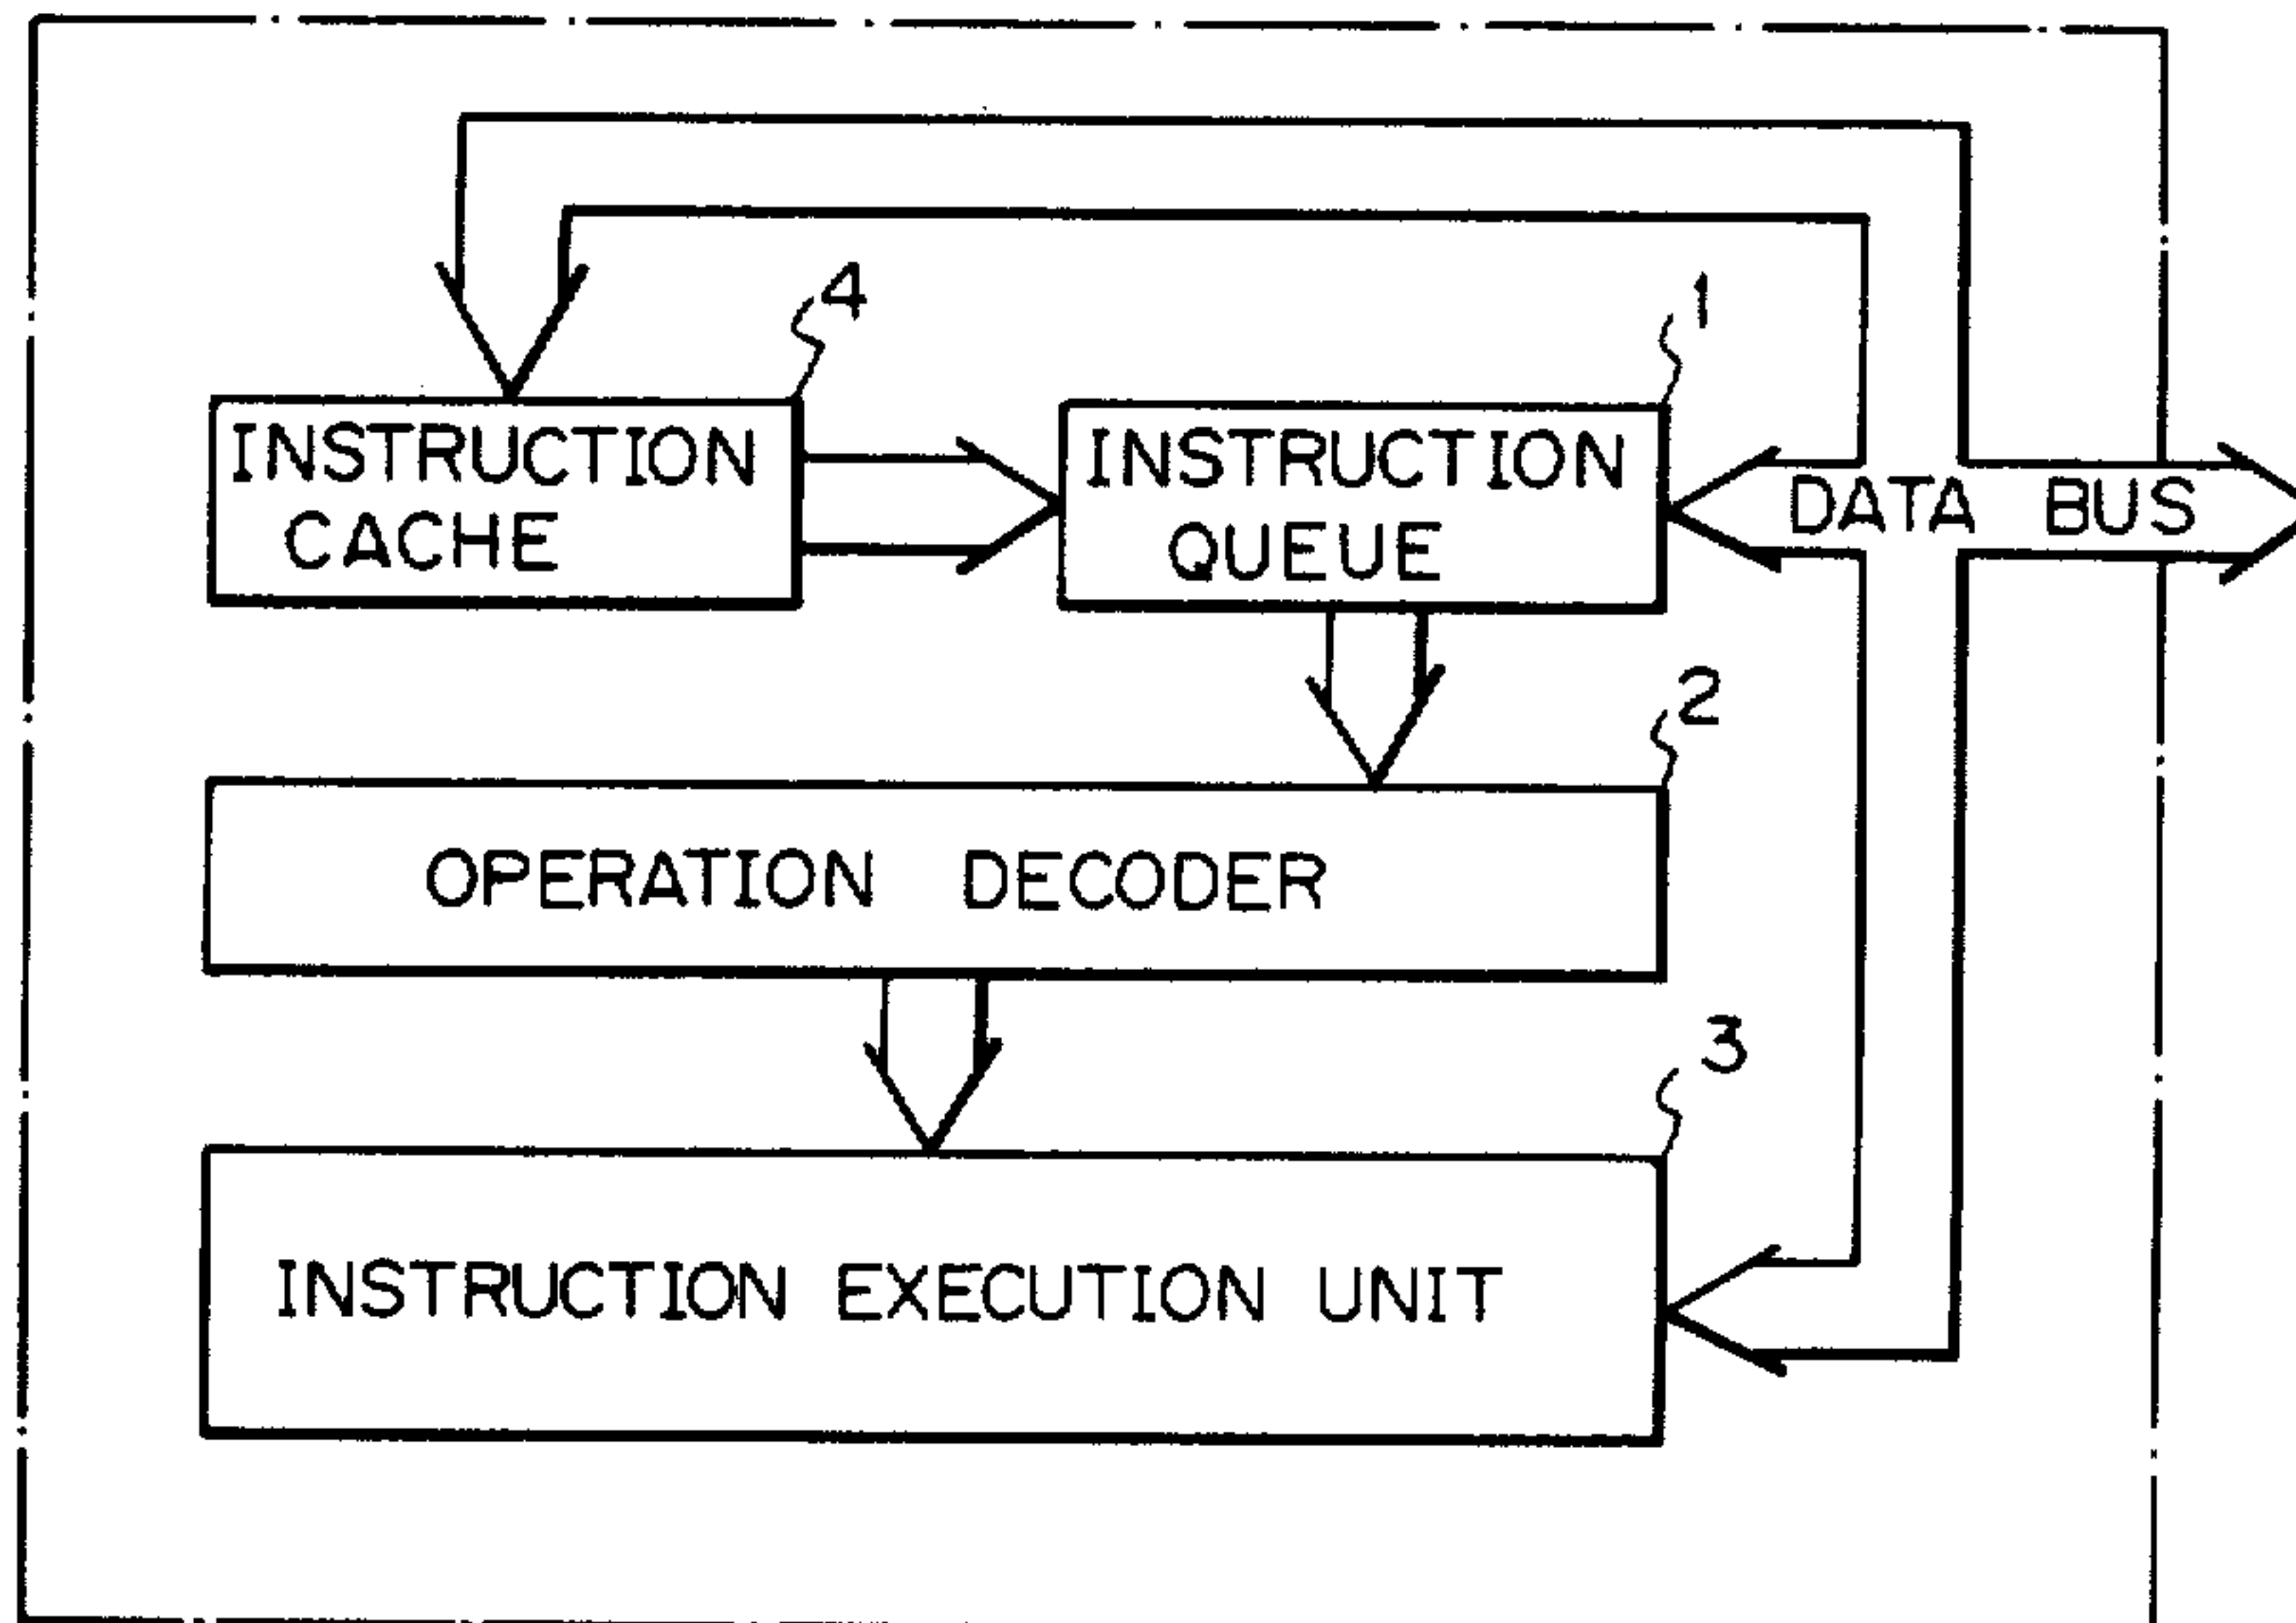 4
1
INSTRUCTION
CACHE
INSTRUCTION
QUEUE
DATA BUS
2
OPERATION DECODER
3
INSTRUCTION EXECUTION UNIT